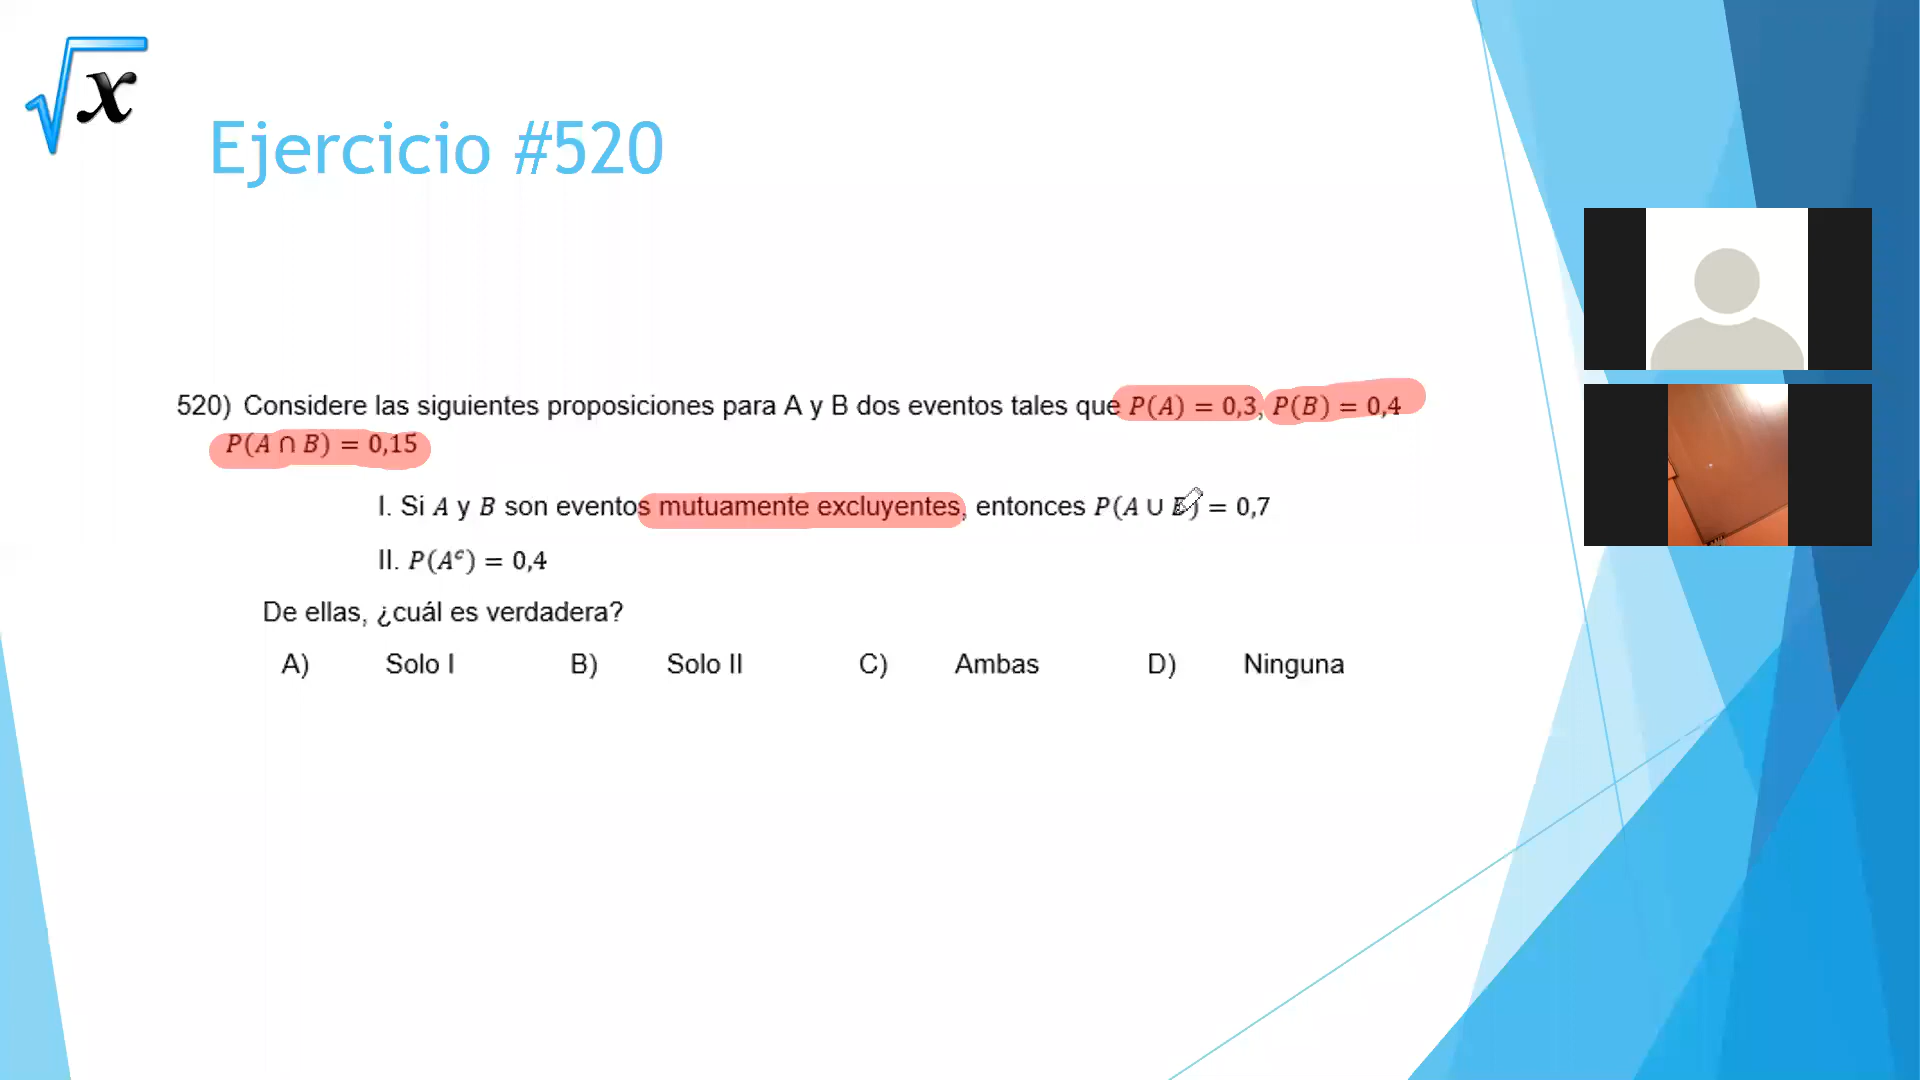 √x
Ejercicio #520
520) Considere las siguientes proposiciones para A y B dos eventos tales que P(A) = 0,3, P(B) = 0,4
P(A ∩ B) = 0,15
I. Si A y B son eventos mutuamente excluyentes, entonces P(A ∪ B) = 0,7
II. P(Aᶜ) = 0,4
De ellas, ¿cuál es verdadera?
A) Solo I B) Solo II C) Ambas D) Ninguna